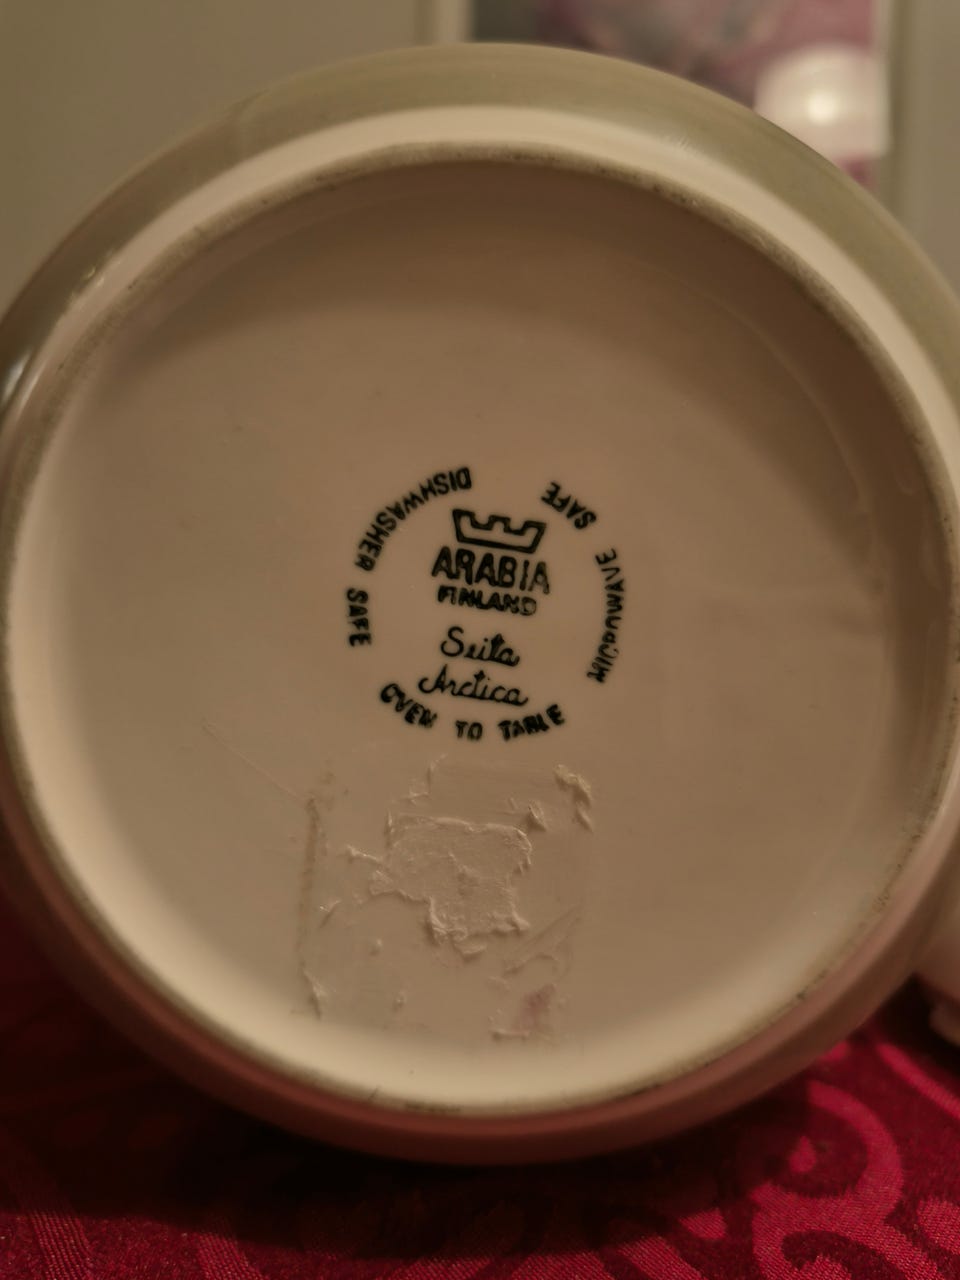 DISHWASHER SAFE
MICROWAVE SAFE
ARABIA
FINLAND
Seita
Arctica
OVEN TO TABLE